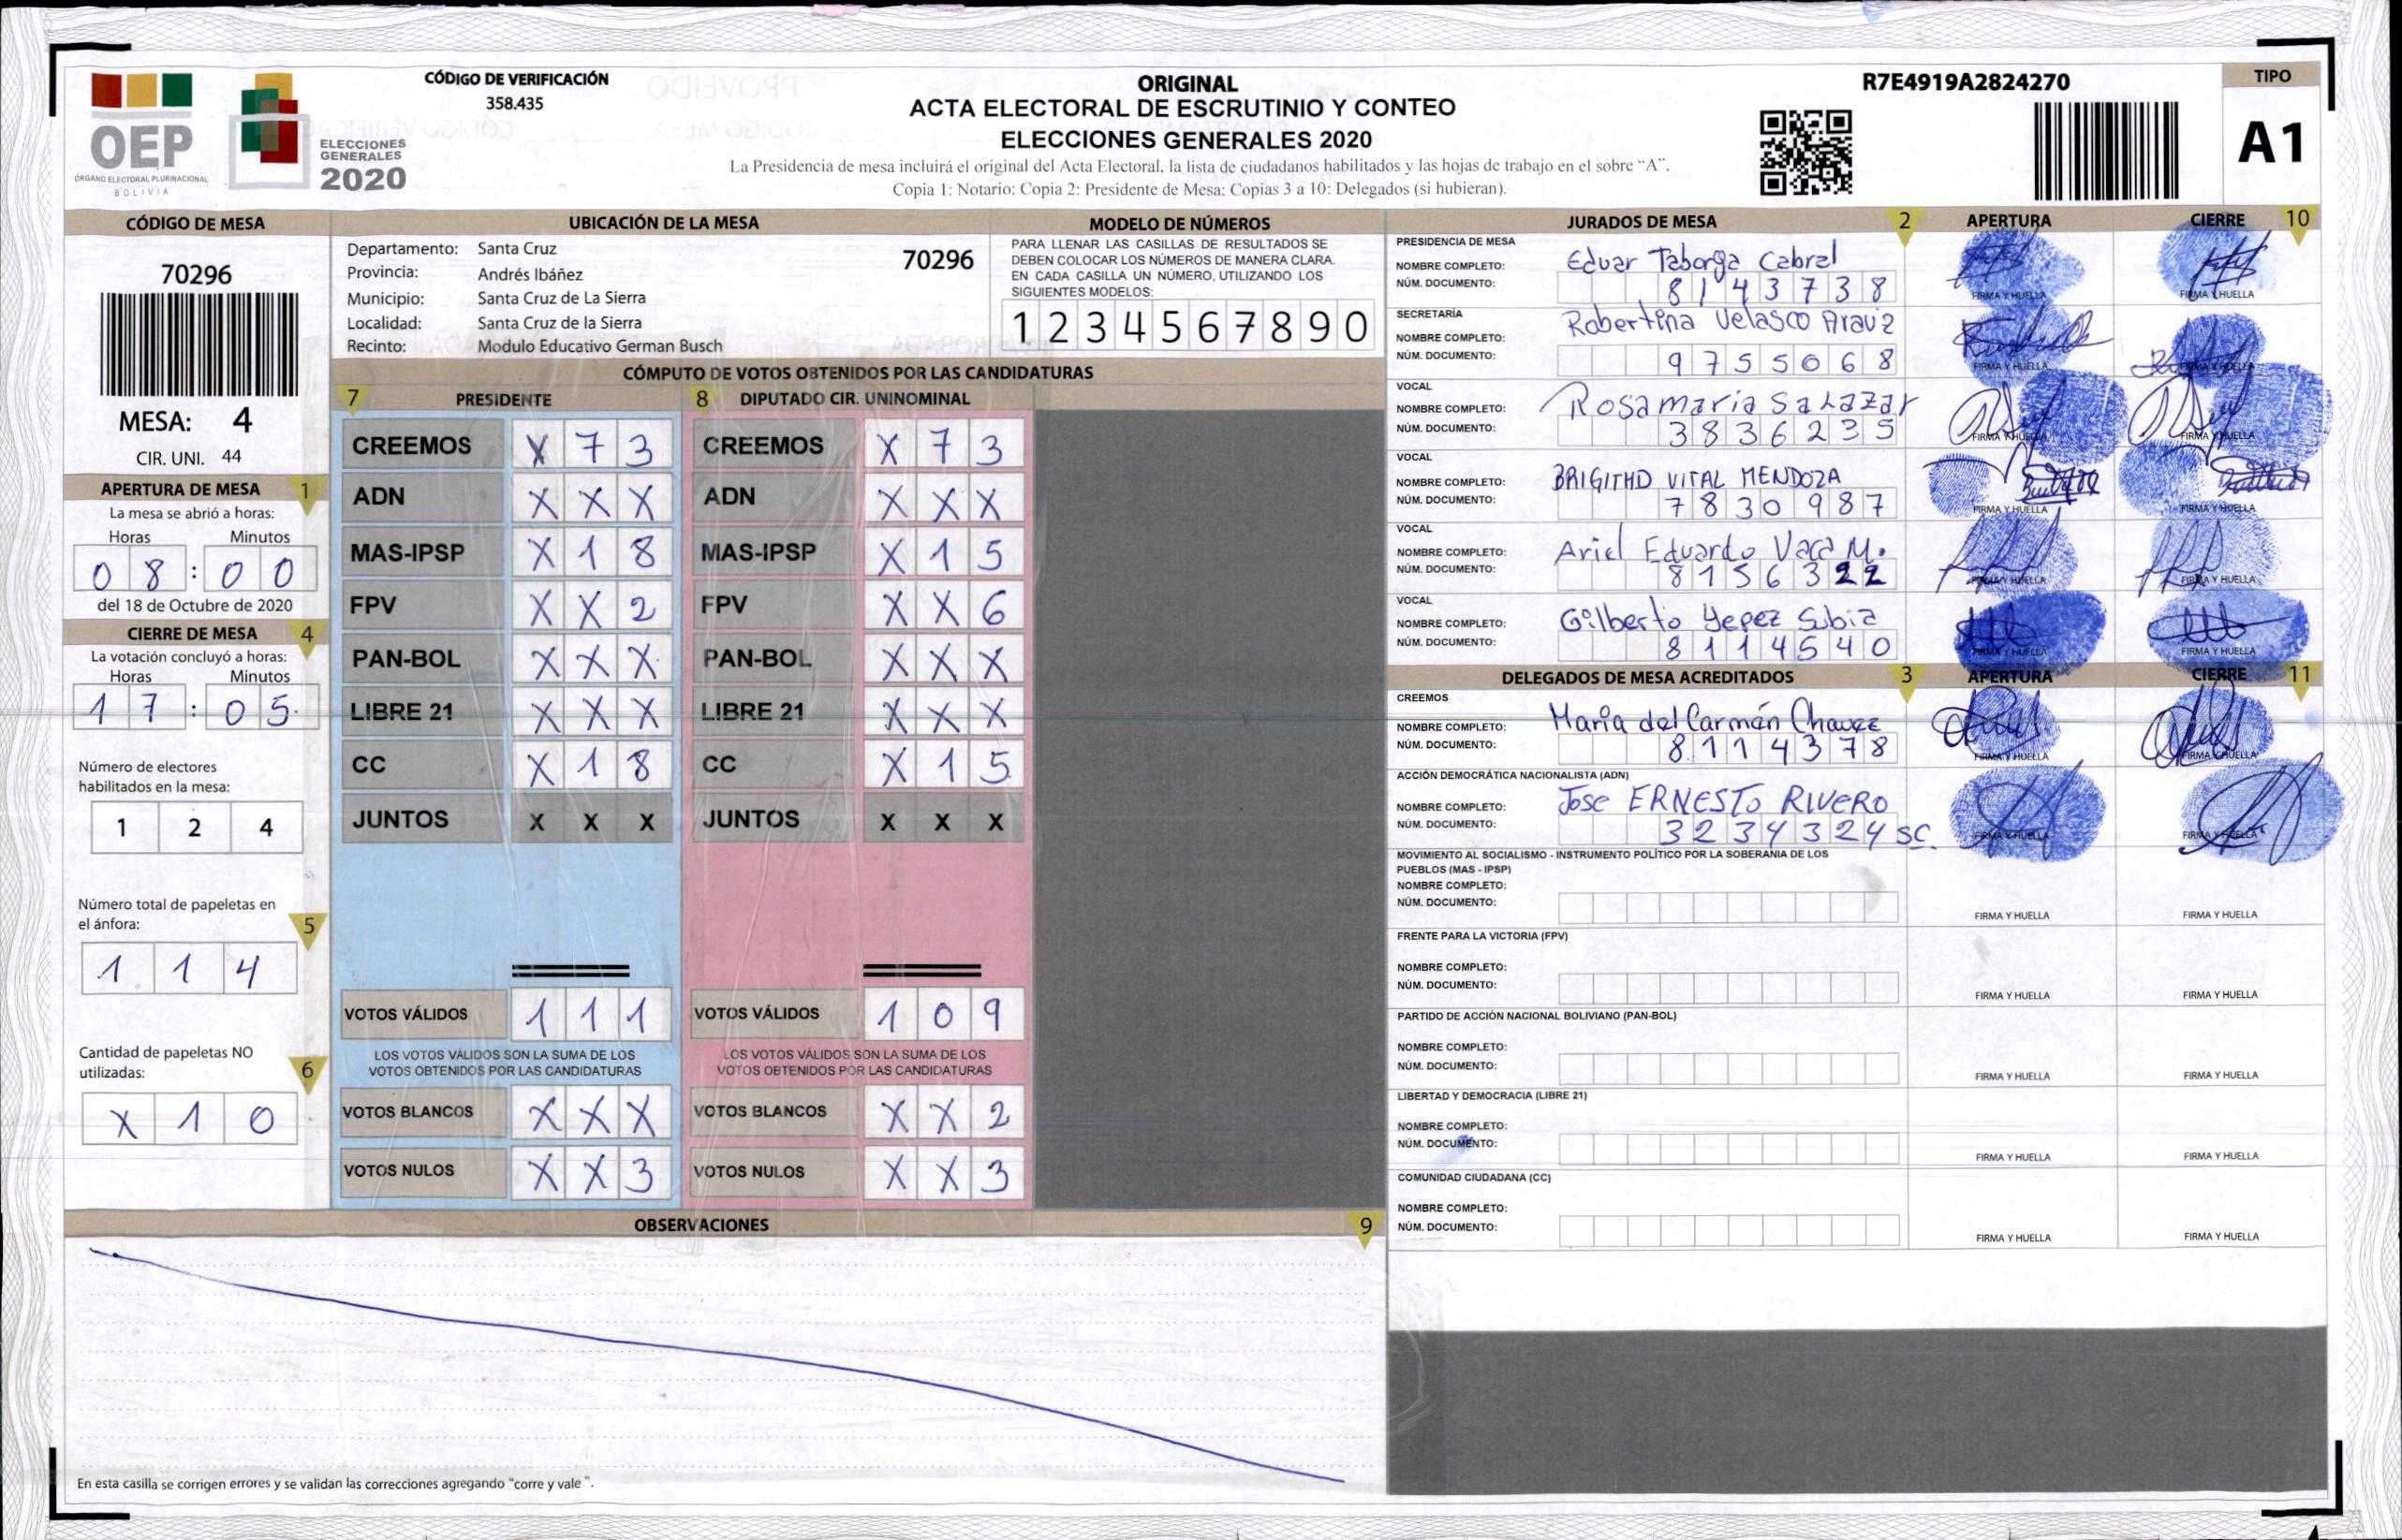 OEP
ÓRGANO ELECTORAL PLURINACIONAL
BOLIVIA
ELECCIONES
GENERALES
2020
CÓDIGO DE VERIFICACIÓN
358.435
ORIGINAL
ACTA ELECTORAL DE ESCRUTINIO Y CONTEO
ELECCIONES GENERALES 2020
La Presidencia de mesa incluirá el original del Acta Electoral, la lista de ciudadanos habilitados y las hojas de trabajo en el sobre "A".
Copia 1: Notario; Copia 2: Presidente de Mesa; Copias 3 a 10: Delegados (si hubieran).
R7E4919A2824270
TIPO
A1
CÓDIGO DE MESA
70296
MESA: 4
CIR. UNI. 44
APERTURA DE MESA 1
La mesa se abrió a horas:
Horas Minutos
0 8 : 0 0
del 18 de Octubre de 2020
CIERRE DE MESA 4
La votación concluyó a horas:
Horas Minutos
1 7 : 0 5
Número de electores
habilitados en la mesa:
1 2 4
Número total de papeletas en
el ánfora: 5
1 1 4
Cantidad de papeletas NO
utilizadas: 6
X 1 0
UBICACIÓN DE LA MESA
Departamento: Santa Cruz 70296
Provincia: Andrés Ibáñez
Municipio: Santa Cruz de La Sierra
Localidad: Santa Cruz de la Sierra
Recinto: Modulo Educativo German Busch
MODELO DE NÚMEROS
PARA LLENAR LAS CASILLAS DE RESULTADOS SE
DEBEN COLOCAR LOS NÚMEROS DE MANERA CLARA.
EN CADA CASILLA UN NÚMERO, UTILIZANDO LOS
SIGUIENTES MODELOS:
1 2 3 4 5 6 7 8 9 0
CÓMPUTO DE VOTOS OBTENIDOS POR LAS CANDIDATURAS
7 PRESIDENTE 8 DIPUTADO CIR. UNINOMINAL
CREEMOS X 7 3 CREEMOS X 7 3
ADN X X X ADN X X X
MAS-IPSP X 1 8 MAS-IPSP X 1 5
FPV X X 2 FPV X X 6
PAN-BOL X X X PAN-BOL X X X
LIBRE 21 X X X LIBRE 21 X X X
CC X 1 8 CC X 1 5
JUNTOS X X X JUNTOS X X X
VOTOS VÁLIDOS 1 1 1 VOTOS VÁLIDOS 1 0 9
LOS VOTOS VÁLIDOS SON LA SUMA DE LOS LOS VOTOS VÁLIDOS SON LA SUMA DE LOS
VOTOS OBTENIDOS POR LAS CANDIDATURAS VOTOS OBTENIDOS POR LAS CANDIDATURAS
VOTOS BLANCOS X X X VOTOS BLANCOS X X 2
VOTOS NULOS X X 3 VOTOS NULOS X X 3
OBSERVACIONES 9
En esta casilla se corrigen errores y se validan las correcciones agregando "corre y vale ".
JURADOS DE MESA 2 APERTURA CIERRE 10
PRESIDENCIA DE MESA
NOMBRE COMPLETO: Eduar Taborga Cabral
NÚM. DOCUMENTO: 8143738 FIRMA Y HUELLA FIRMA Y HUELLA
SECRETARÍA
NOMBRE COMPLETO: Robertina Velasco Arauz
NÚM. DOCUMENTO: 9755068 FIRMA Y HUELLA FIRMA Y HUELLA
VOCAL
NOMBRE COMPLETO: Rosamaria Salazar
NÚM. DOCUMENTO: 3836235 FIRMA Y HUELLA FIRMA Y HUELLA
VOCAL
NOMBRE COMPLETO: BRIGITHD VITAL MENDOZA
NÚM. DOCUMENTO: 7830987 FIRMA Y HUELLA FIRMA Y HUELLA
VOCAL
NOMBRE COMPLETO: Ariel Eduardo Vaca M.
NÚM. DOCUMENTO: 8156322 FIRMA Y HUELLA FIRMA Y HUELLA
VOCAL
NOMBRE COMPLETO: Gilberto Yepez Subia
NÚM. DOCUMENTO: 8114540 FIRMA Y HUELLA FIRMA Y HUELLA
DELEGADOS DE MESA ACREDITADOS 3 APERTURA CIERRE 11
CREEMOS
NOMBRE COMPLETO: Maria del Carmen Chavez
NÚM. DOCUMENTO: 8114378 FIRMA Y HUELLA FIRMA Y HUELLA
ACCIÓN DEMOCRÁTICA NACIONALISTA (ADN)
NOMBRE COMPLETO: Jose ERNESTO RIVERO
NÚM. DOCUMENTO: 3234324 SC. FIRMA Y HUELLA FIRMA Y HUELLA
MOVIMIENTO AL SOCIALISMO - INSTRUMENTO POLÍTICO POR LA SOBERANIA DE LOS
PUEBLOS (MAS - IPSP)
NOMBRE COMPLETO:
NÚM. DOCUMENTO: FIRMA Y HUELLA FIRMA Y HUELLA
FRENTE PARA LA VICTORIA (FPV)
NOMBRE COMPLETO:
NÚM. DOCUMENTO: FIRMA Y HUELLA FIRMA Y HUELLA
PARTIDO DE ACCIÓN NACIONAL BOLIVIANO (PAN-BOL)
NOMBRE COMPLETO:
NÚM. DOCUMENTO: FIRMA Y HUELLA FIRMA Y HUELLA
LIBERTAD Y DEMOCRACIA (LIBRE 21)
NOMBRE COMPLETO:
NÚM. DOCUMENTO: FIRMA Y HUELLA FIRMA Y HUELLA
COMUNIDAD CIUDADANA (CC)
NOMBRE COMPLETO:
NÚM. DOCUMENTO: FIRMA Y HUELLA FIRMA Y HUELLA